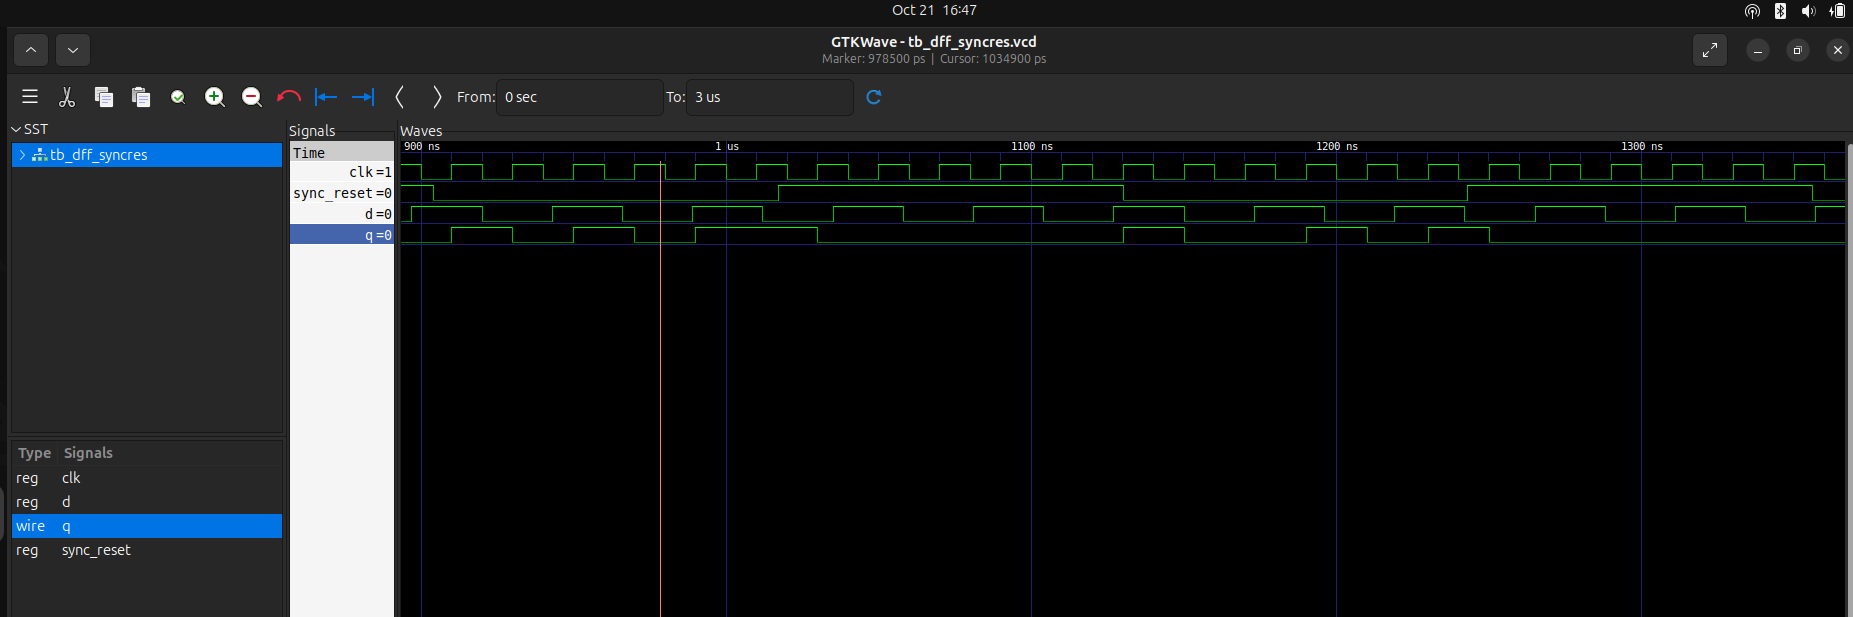 Oct 21 16:47
GTKWave - tb_dff_syncres.vcd
Marker: 978500 ps | Cursor: 1034900 ps
From: 0 sec To: 3 us
SST
tb_dff_syncres
Type Signals
reg clk
reg d
wire q
reg sync_reset
Signals
Time
clk=1
sync_reset=0
d=0
q=0
Waves
900 ns 1 us 1100 ns 1200 ns 1300 ns